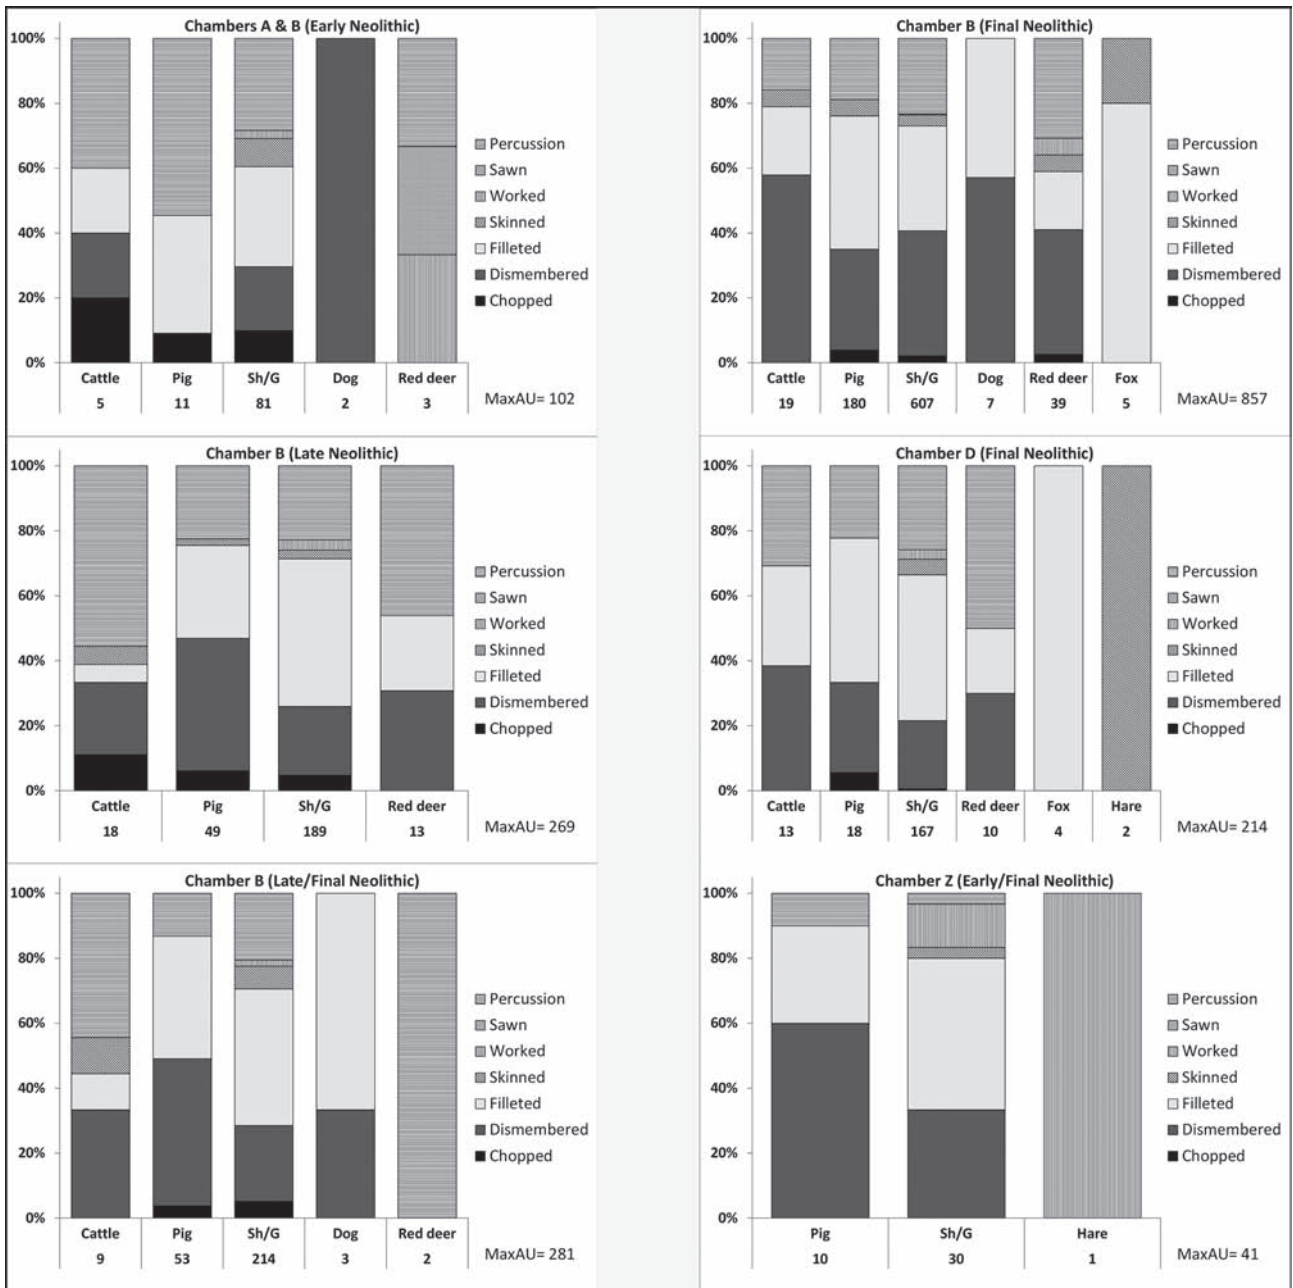 Chambers A & B (Early Neolithic)
100%
80%
60%
40%
20%
0%
Percussion
Sawn
Worked
Skinned
Filleted
Dismembered
Chopped
Cattle Pig Sh/G Dog Red deer
5 11 81 2 3
MaxAU= 102
Chamber B (Final Neolithic)
100%
80%
60%
40%
20%
0%
Percussion
Sawn
Worked
Skinned
Filleted
Dismembered
Chopped
Cattle Pig Sh/G Dog Red deer Fox
19 180 607 7 39 5
MaxAU= 857
Chamber B (Late Neolithic)
100%
80%
60%
40%
20%
0%
Percussion
Sawn
Worked
Skinned
Filleted
Dismembered
Chopped
Cattle Pig Sh/G Red deer
18 49 189 13
MaxAU= 269
Chamber D (Final Neolithic)
100%
80%
60%
40%
20%
0%
Percussion
Sawn
Worked
Skinned
Filleted
Dismembered
Chopped
Cattle Pig Sh/G Red deer Fox Hare
13 18 167 10 4 2
MaxAU= 214
Chamber B (Late/Final Neolithic)
100%
80%
60%
40%
20%
0%
Percussion
Sawn
Worked
Skinned
Filleted
Dismembered
Chopped
Cattle Pig Sh/G Dog Red deer
9 53 214 3 2
MaxAU= 281
Chamber Z (Early/Final Neolithic)
100%
80%
60%
40%
20%
0%
Percussion
Sawn
Worked
Skinned
Filleted
Dismembered
Chopped
Pig Sh/G Hare
10 30 1
MaxAU= 41